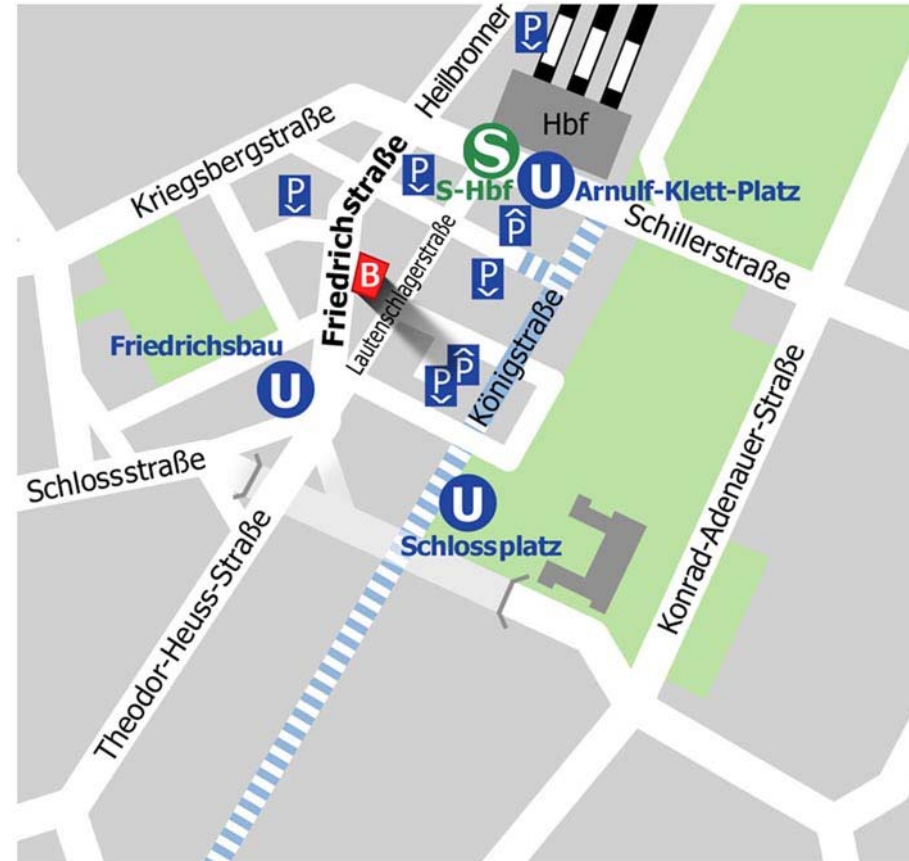 P
Heilbronner
Hbf
Kriegsbergstraße
S
S-Hbf
U
Arnulf-Klett-Platz
P
P
P
Friedrichstraße
Schillerstraße
B
Lautenschlagerstraße
P
Friedrichsbau
U
P
P
Königstraße
Konrad-Adenauer-Straße
Schlossstraße
U
Schlossplatz
Theodor-Heuss-Straße